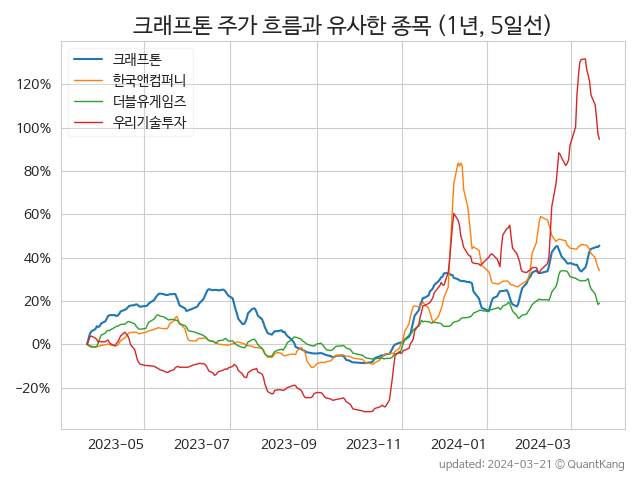 크래프톤 주가 흐름과 유사한 종목 (1년, 5일선)
크래프톤
한국앤컴퍼니
더블유게임즈
우리기술투자
120%
100%
80%
60%
40%
20%
0%
−20%
2023-05 2023-07 2023-09 2023-11 2024-01 2024-03
updated: 2024-03-21 © QuantKang